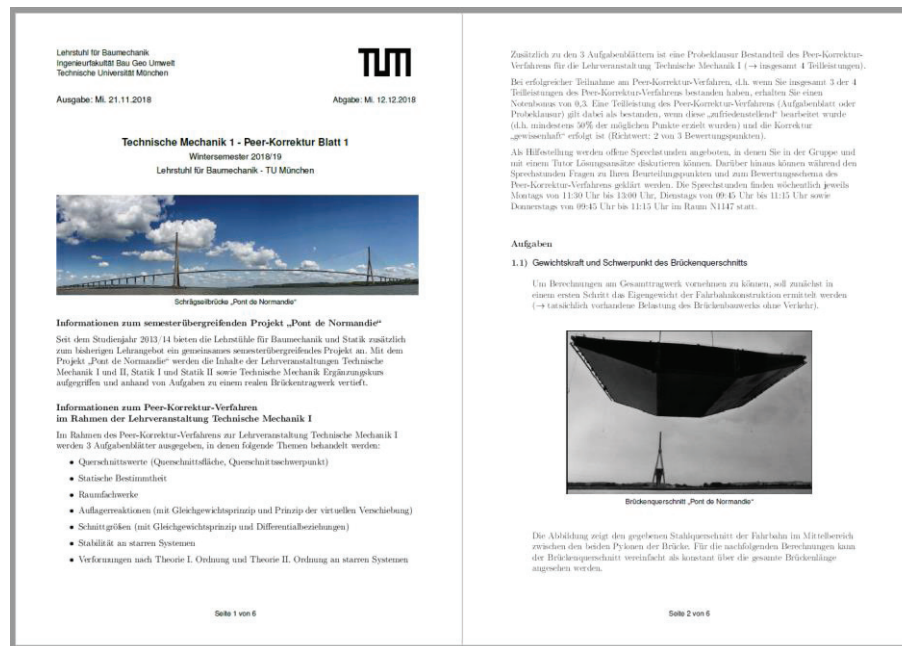 Lehrstuhl für Baumechanik
Ingenieurfakultät Bau Geo Umwelt
Technische Universität München
TUM
Ausgabe: Mi. 21.11.2018
Abgabe: Mi. 12.12.2018
Technische Mechanik 1 - Peer-Korrektur Blatt 1
Wintersemester 2018/19
Lehrstuhl für Baumechanik - TU München
Schrägseilbrücke „Pont de Normandie“
Informationen zum semesterübergreifenden Projekt „Pont de Normandie“
Seit dem Studienjahr 2013/14 bieten die Lehrstühle für Baumechanik und Statik zusätzlich
zum bisherigen Lehrangebot ein gemeinsames semesterübergreifendes Projekt an. Mit dem
Projekt „Pont de Normandie“ werden die Inhalte der Lehrveranstaltungen Technische
Mechanik I und II, Statik I und Statik II sowie Technische Mechanik Ergänzungskurs
aufgegriffen und anhand von Aufgaben zu einem realen Brückentragwerk vertieft.
Informationen zum Peer-Korrektur-Verfahren
im Rahmen der Lehrveranstaltung Technische Mechanik I
Im Rahmen des Peer-Korrektur-Verfahrens zur Lehrveranstaltung Technische Mechanik I
werden 3 Aufgabenblätter ausgegeben, in denen folgende Themen behandelt werden:
• Querschnittswerte (Querschnittsfläche, Querschnittsschwerpunkt)
• Statische Bestimmtheit
• Raumfachwerke
• Auflagerreaktionen (mit Gleichgewichtsprinzip und Prinzip der virtuellen Verschiebung)
• Schnittgrößen (mit Gleichgewichtsprinzip und Differentialbeziehungen)
• Stabilität an starren Systemen
• Verformungen nach Theorie I. Ordnung und Theorie II. Ordnung an starren Systemen
Seite 1 von 6
Zusätzlich zu den 3 Aufgabenblättern ist eine Probeklausur Bestandteil des Peer-Korrektur-
Verfahrens für die Lehrveranstaltung Technische Mechanik I (→ insgesamt 4 Teilleistungen).
Bei erfolgreicher Teilnahme am Peer-Korrektur-Verfahren, d.h. wenn Sie insgesamt 3 der 4
Teilleistungen des Peer-Korrektur-Verfahrens bestanden haben, erhalten Sie einen
Notenbonus von 0,3. Eine Teilleistung des Peer-Korrektur-Verfahrens (Aufgabenblatt oder
Probeklausur) gilt dabei als bestanden, wenn diese „zufriedenstellend“ bearbeitet wurde
(d.h. mindestens 50% der möglichen Punkte erzielt wurden) und die Korrektur
„gewissenhaft“ erfolgt ist (Richtwert: 2 von 3 Bewertungspunkten).
Als Hilfestellung werden offene Sprechstunden angeboten, in denen Sie in der Gruppe und
mit einem Tutor Lösungsansätze diskutieren können. Darüber hinaus können während den
Sprechstunden Fragen zu Ihren Beurteilungspunkten und zum Bewertungsschema des
Peer-Korrektur-Verfahrens geklärt werden. Die Sprechstunden finden wöchentlich jeweils
Montags von 11:30 Uhr bis 13:00 Uhr, Dienstags von 09:45 Uhr bis 11:15 Uhr sowie
Donnerstags von 09:45 Uhr bis 11:15 Uhr im Raum N1147 statt.
Aufgaben
1.1) Gewichtskraft und Schwerpunkt des Brückenquerschnitts
Um Berechnungen am Gesamttragwerk vornehmen zu können, soll zunächst in
einem ersten Schritt das Eigengewicht der Fahrbahnkonstruktion ermittelt werden
(→ tatsächlich vorhandene Belastung des Brückenbauwerks ohne Verkehr).
Brückenquerschnitt „Pont de Normandie“
Die Abbildung zeigt den gegebenen Stahlquerschnitt der Fahrbahn im Mittelbereich
zwischen den beiden Pylonen der Brücke. Für die nachfolgenden Berechnungen kann
der Brückenquerschnitt vereinfacht als konstant über die gesamte Brückenlänge
angesehen werden.
Seite 2 von 6